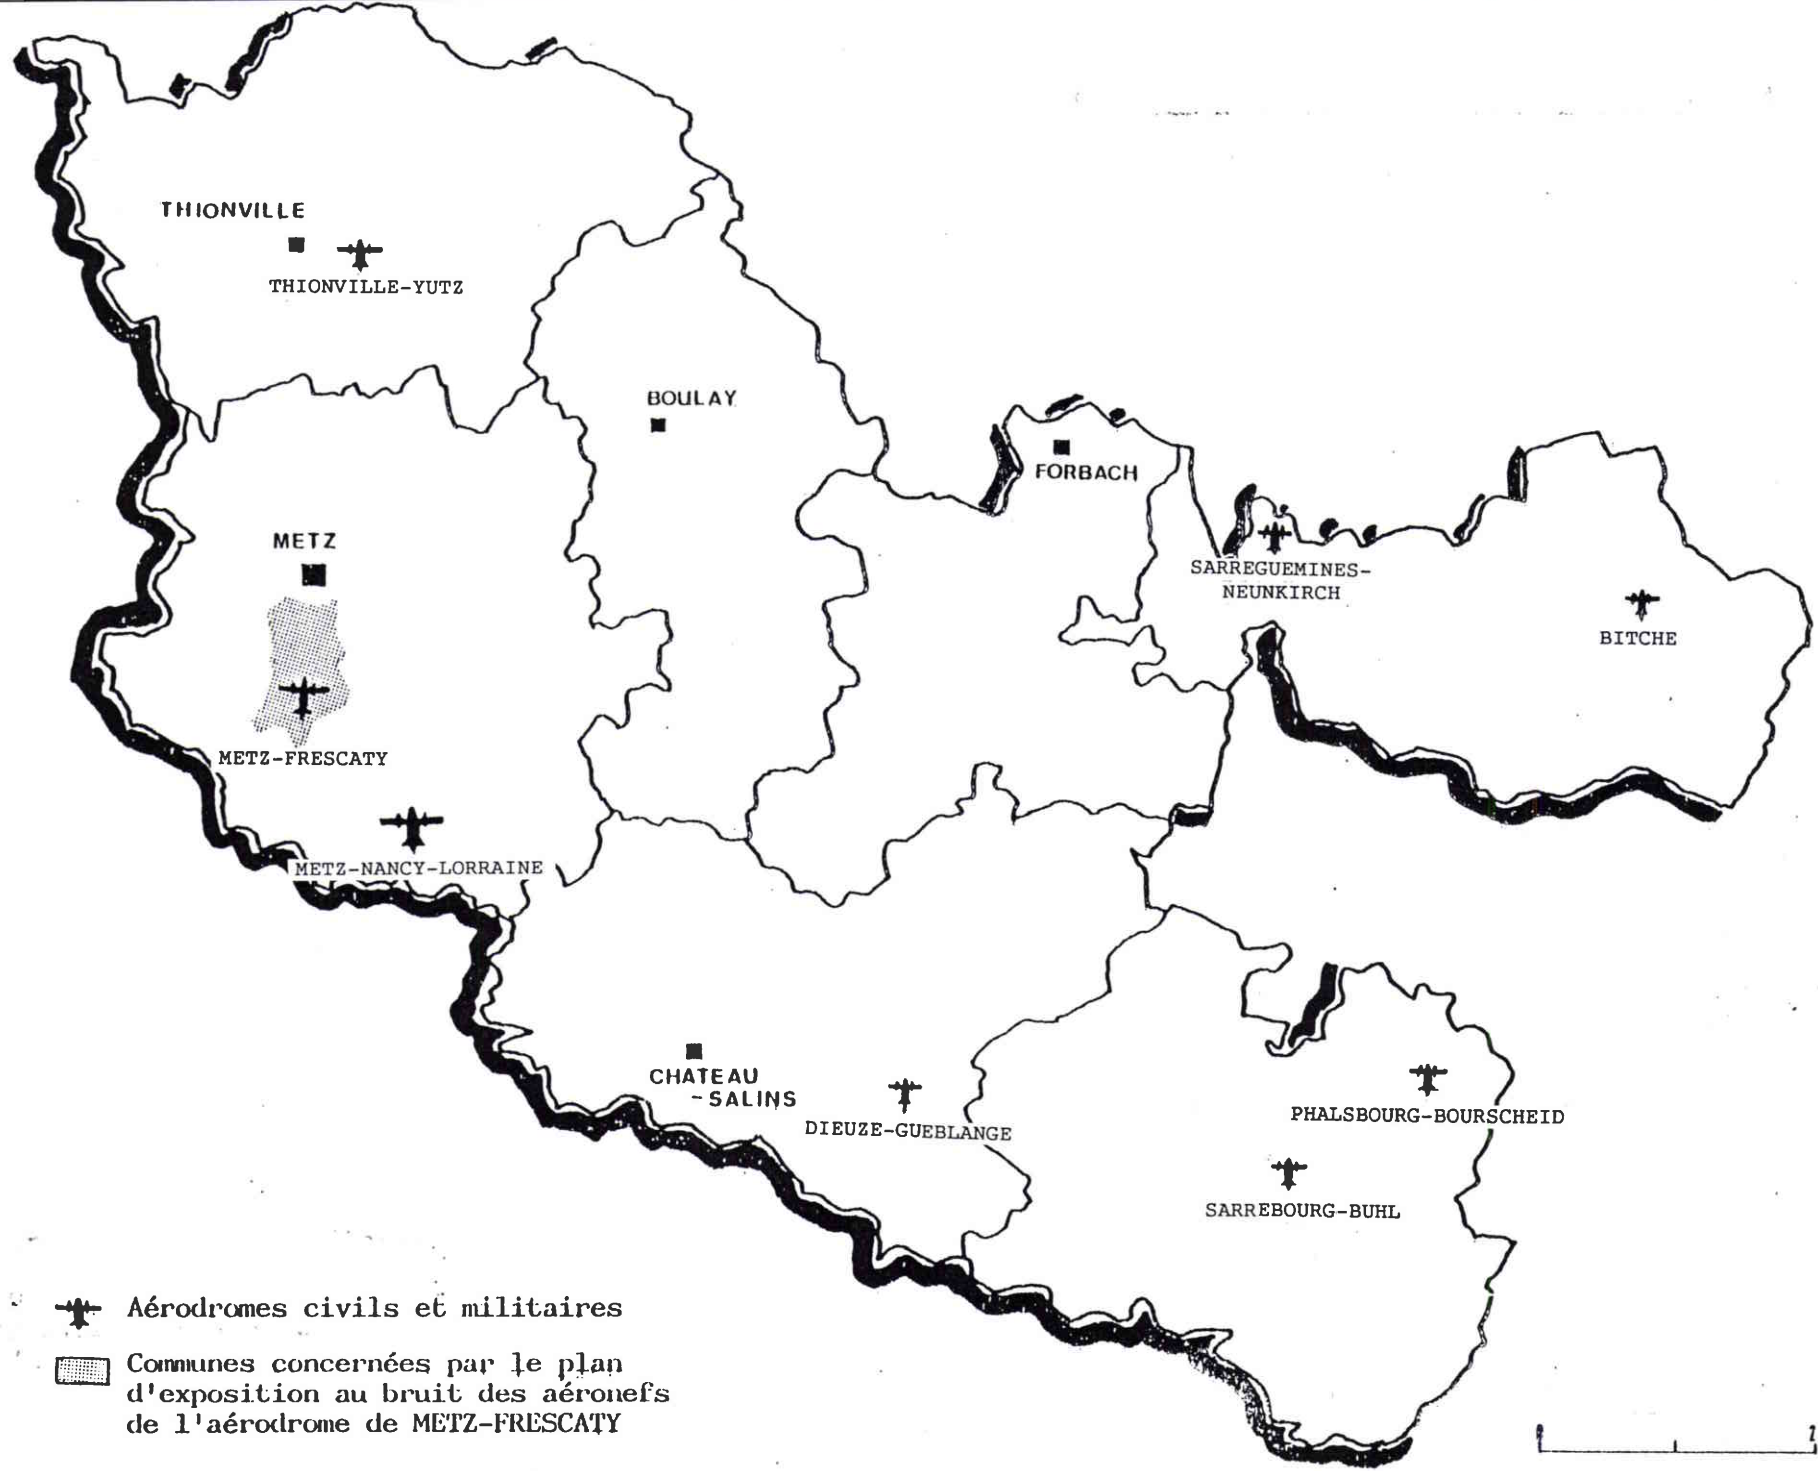 THIONVILLE
THIONVILLE-YUTZ
BOULAY
FORBACH
METZ
SARREGUEMINES-
NEUNKIRCH
BITCHE
METZ-FRESCATY
METZ-NANCY-LORRAINE
CHATEAU
-SALINS
DIEUZE-GUEBLANGE
PHALSBOURG-BOURSCHEID
SARREBOURG-BUHL
Aérodromes civils et militaires
Communes concernées par le plan
d'exposition au bruit des aéronefs
de l'aérodrome de METZ-FRESCATY